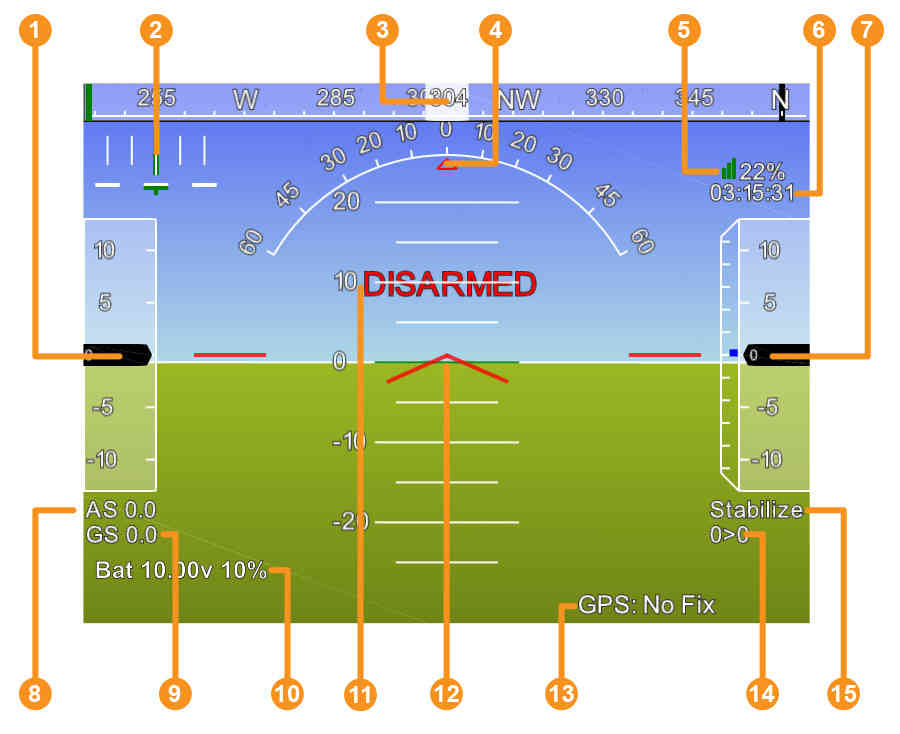 1 2 3 4 5 6 7
255 W 285 304 NW 330 345 N
60 45 30 20 10 0 10 20 30 45 60
22%
03:15:31
20
10 10
5 5
10 DISARMED
0 0 0
-5 -5
-10
-10 -10
-20
AS 0.0 Stabilize
GS 0.0 0>0
Bat 10.00v 10%
GPS: No Fix
8 9 10 11 12 13 14 15